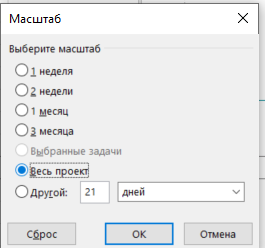 Масштаб
Выберите масштаб
1 неделя
2 недели
1 месяц
3 месяца
Выбранные задачи
Весь проект
Другой: 21 дней
Сброс ОК Отмена